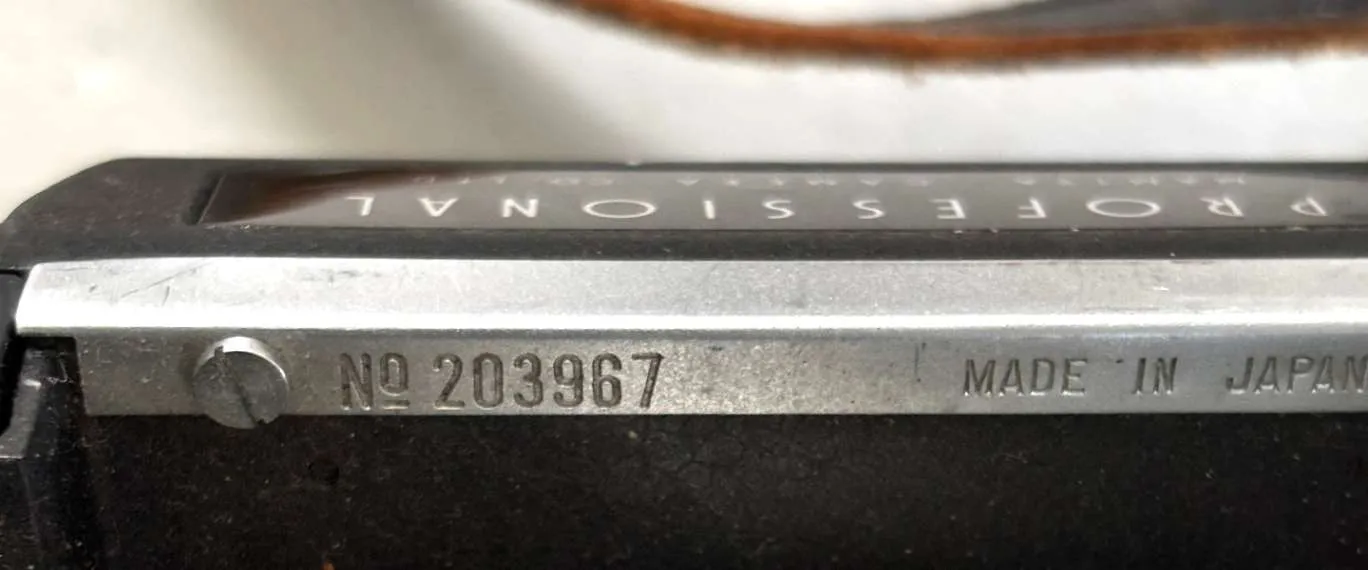 PROFESSIONAL
Nº 203967 MADE IN JAPAN